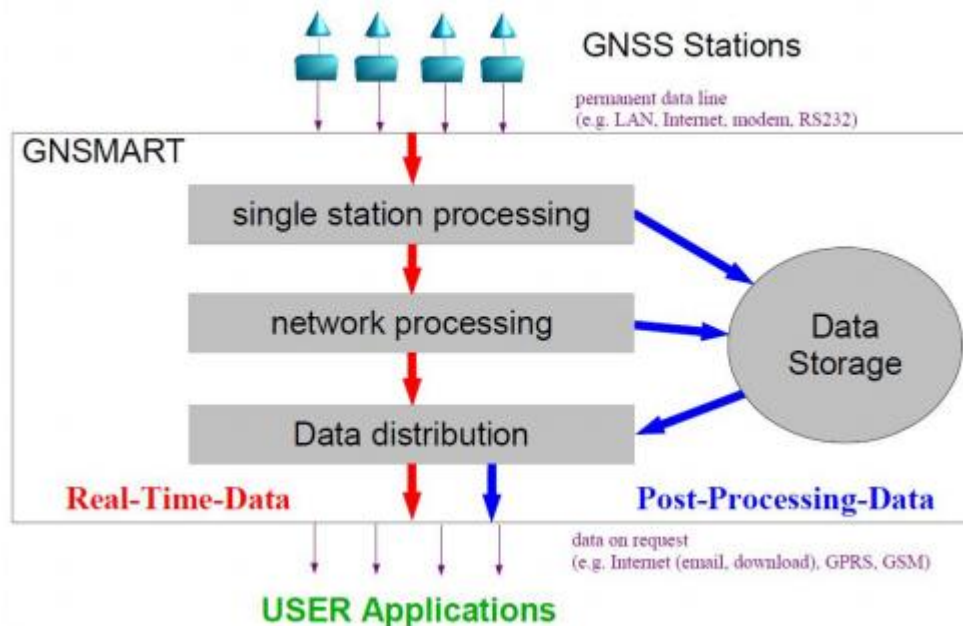 GNSS Stations
permanent data line
(e.g. LAN, Internet, modem, RS232)
GNSMART
single station processing
network processing
Data
Storage
Data distribution
Real-Time-Data
Post-Processing-Data
data on request
(e.g. Internet (email, download), GPRS, GSM)
USER Applications